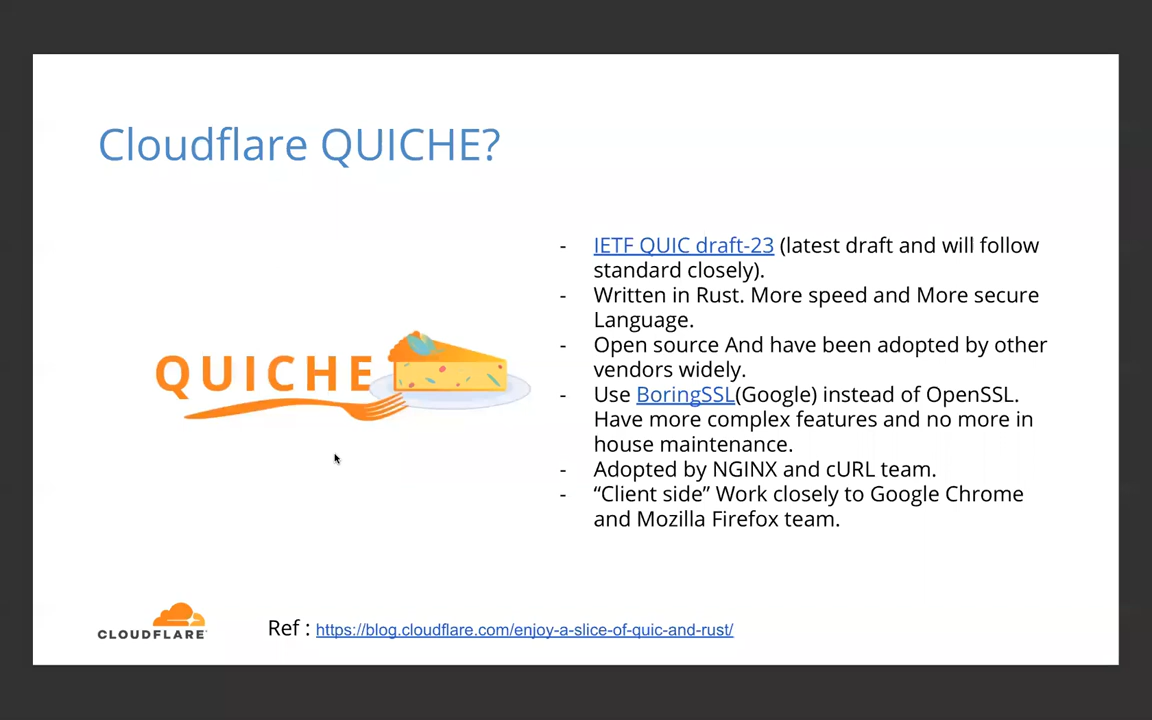 Cloudflare QUICHE?
QUICHE
- IETF QUIC draft-23 (latest draft and will follow
standard closely).
- Written in Rust. More speed and More secure
Language.
- Open source And have been adopted by other
vendors widely.
- Use BoringSSL(Google) instead of OpenSSL.
Have more complex features and no more in
house maintenance.
- Adopted by NGINX and cURL team.
- “Client side” Work closely to Google Chrome
and Mozilla Firefox team.
CLOUDFLARE
Ref : https://blog.cloudflare.com/enjoy-a-slice-of-quic-and-rust/